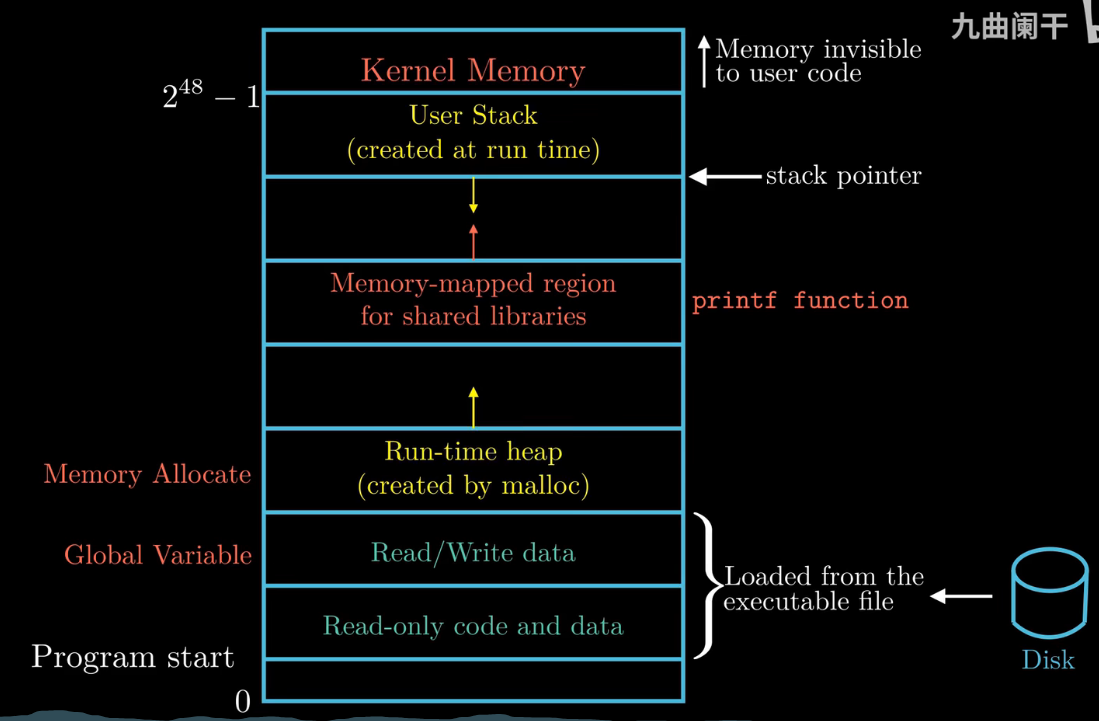 九曲阑干
Memory invisible
to user code
Kernel Memory
2^48 − 1
User Stack
(created at run time)
stack pointer
Memory-mapped region
for shared libraries
printf function
Run-time heap
(created by malloc)
Memory Allocate
Read/Write data
Global Variable
Loaded from the
executable file
Read-only code and data
Program start
Disk
0